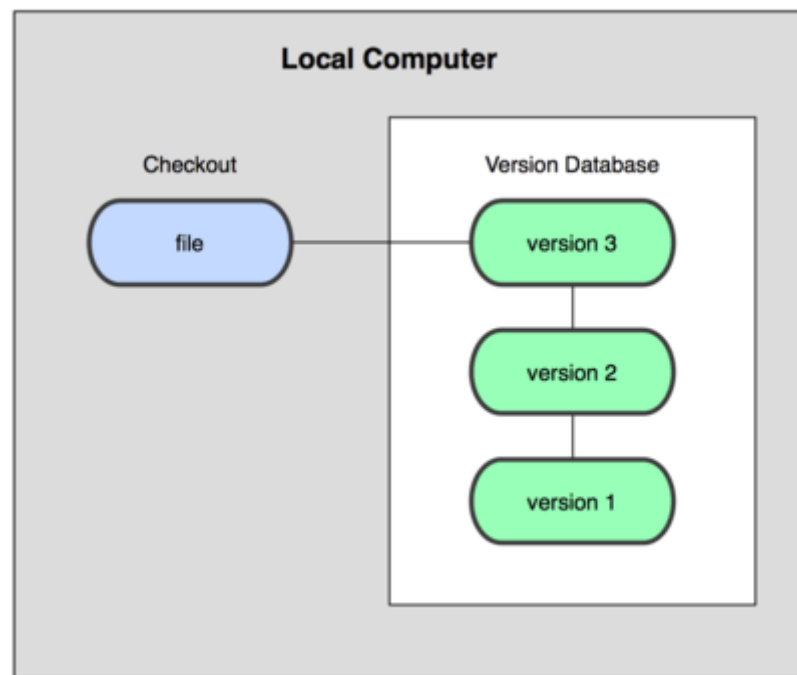 Local Computer
Checkout
Version Database
file
version 3
version 2
version 1